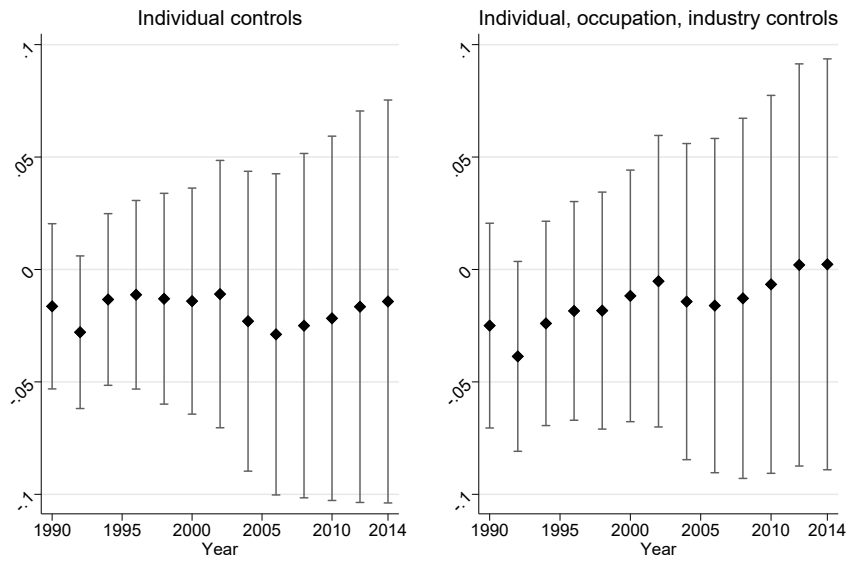 Individual controls
.1
.05
0
-.05
-.1
1990 1995 2000 2005 2010 2014
Year
Individual, occupation, industry controls
.1
.05
0
-.05
-.1
1990 1995 2000 2005 2010 2014
Year